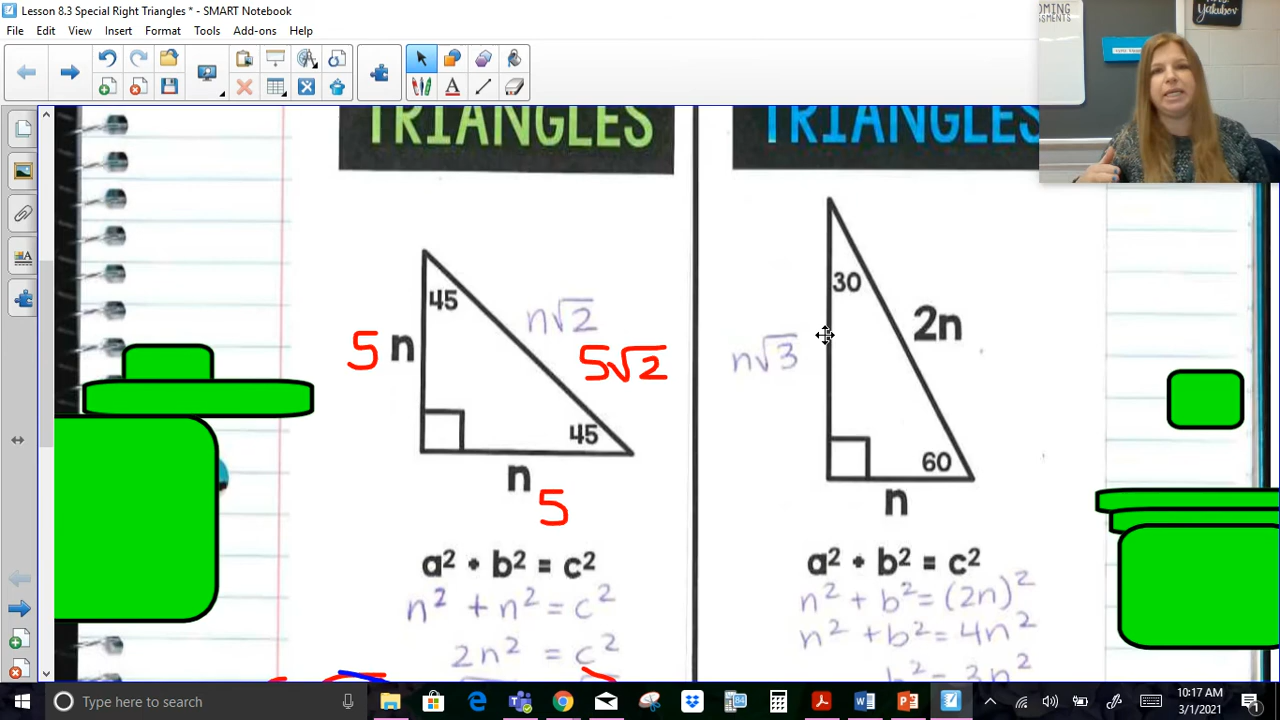 Lesson 8.3 Special Right Triangles * - SMART Notebook
File Edit View Insert Format Tools Add-ons Help
TRIANGLES
TRIANGLES
45
n√2
5 n
5√2
45
n
5
a² + b² = c²
n² + n² = c²
2n² = c²
30
2n
n√3
60
n
a² + b² = c²
n² + b² = (2n)²
n² + b² = 4n²
b² = 3n²
Type here to search
10:17 AM
3/1/2021